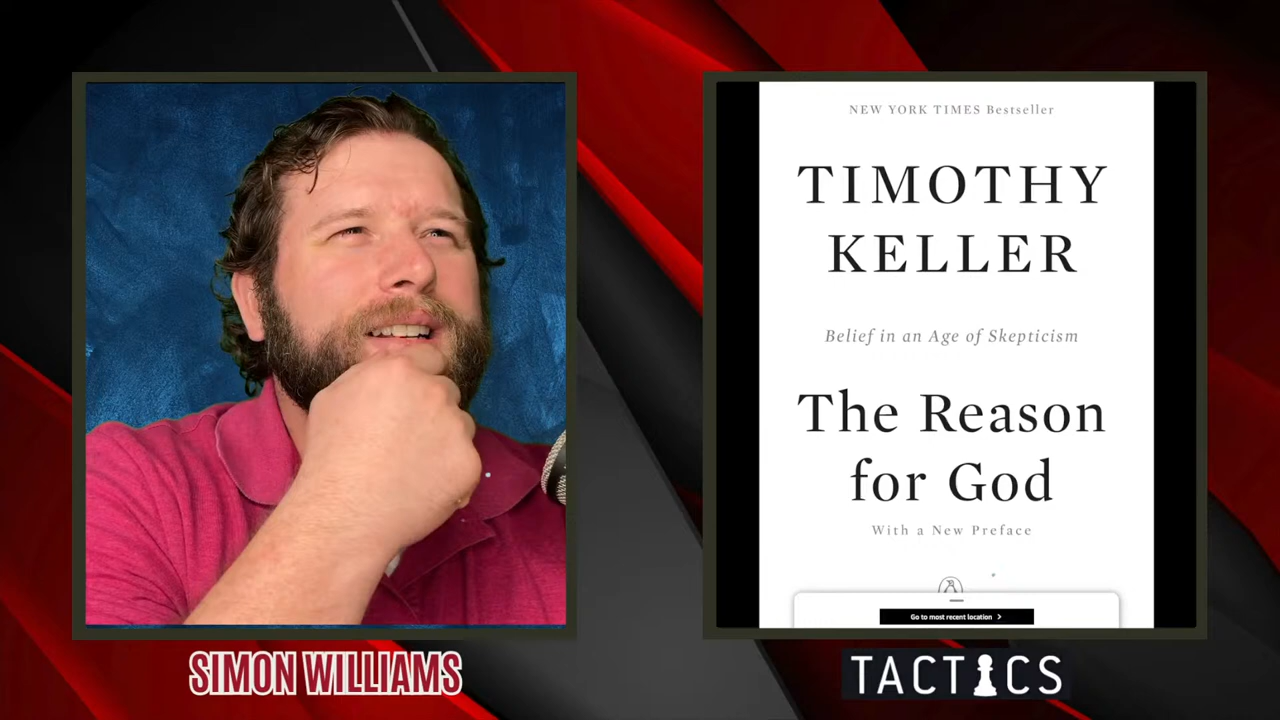 NEW YORK TIMES Bestseller
TIMOTHY
KELLER
Belief in an Age of Skepticism
The Reason
for God
With a New Preface
Go to most recent location >
SIMON WILLIAMS
TACTICS